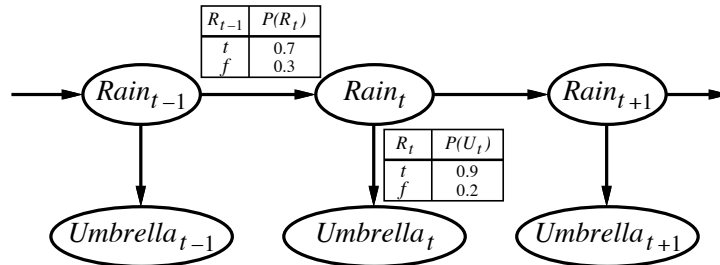 R_{t-1} P(R_t)
t 0.7
f 0.3
Rain_{t-1} Rain_t Rain_{t+1}
R_t P(U_t)
t 0.9
f 0.2
Umbrella_{t-1} Umbrella_t Umbrella_{t+1}